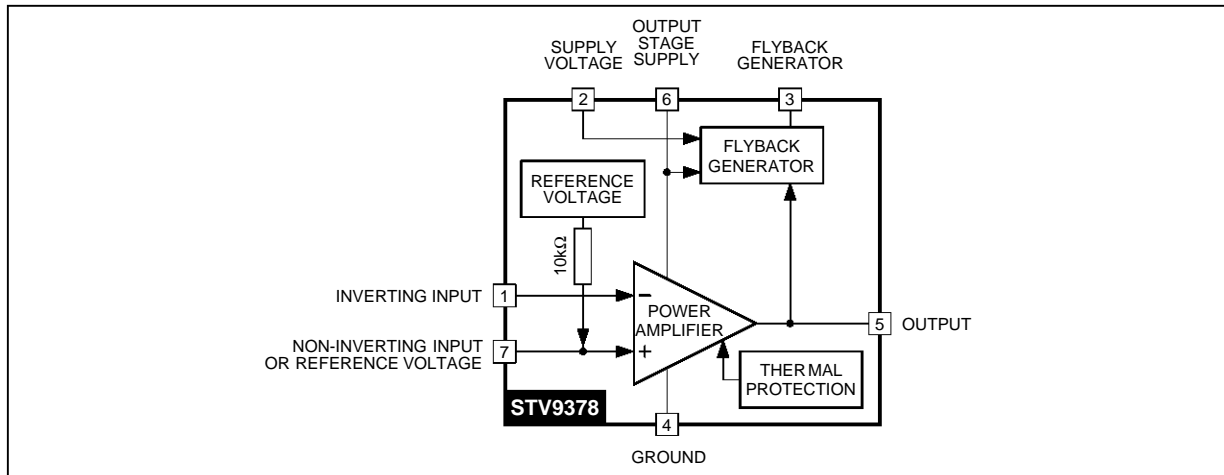 SUPPLY
VOLTAGE
OUTPUT
STAGE
SUPPLY
FLYBACK
GENERATOR
2
6
3
FLYBACK
GENERATOR
REFERENCE
VOLTAGE
10kΩ
INVERTING INPUT
1
−
POWER
AMPLIFIER
5
OUTPUT
NON-INVERTING INPUT
OR REFERENCE VOLTAGE
7
+
THERMAL
PROTECTION
STV9378
4
GROUND